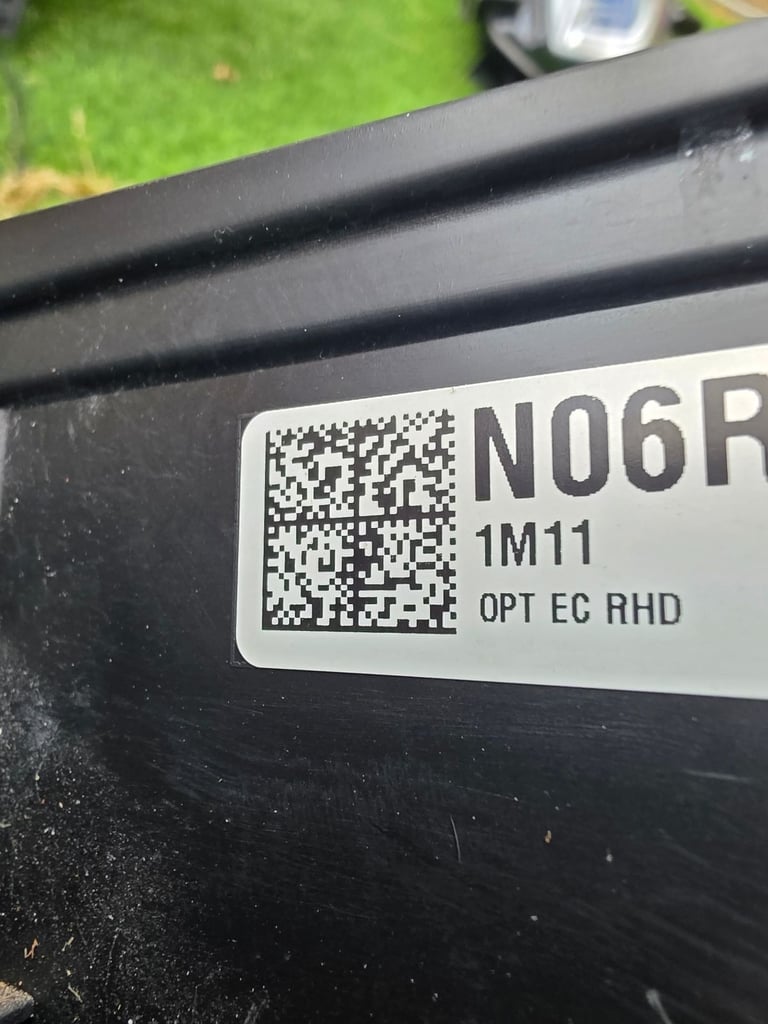 N06R
1M11
OPT EC RHD